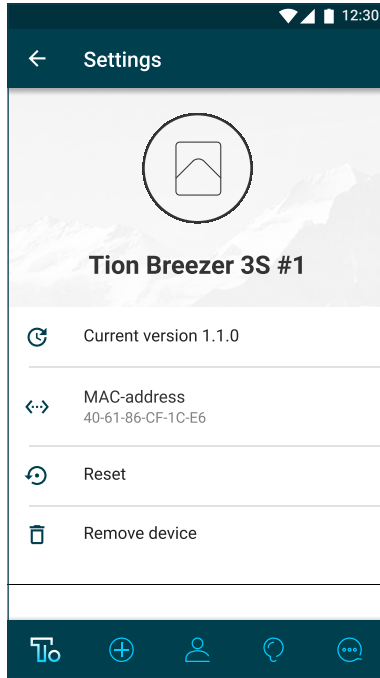 12:30
Settings
Tion Breezer 3S #1
Current version 1.1.0
MAC-address
40-61-86-CF-1C-E6
Reset
Remove device
Tio